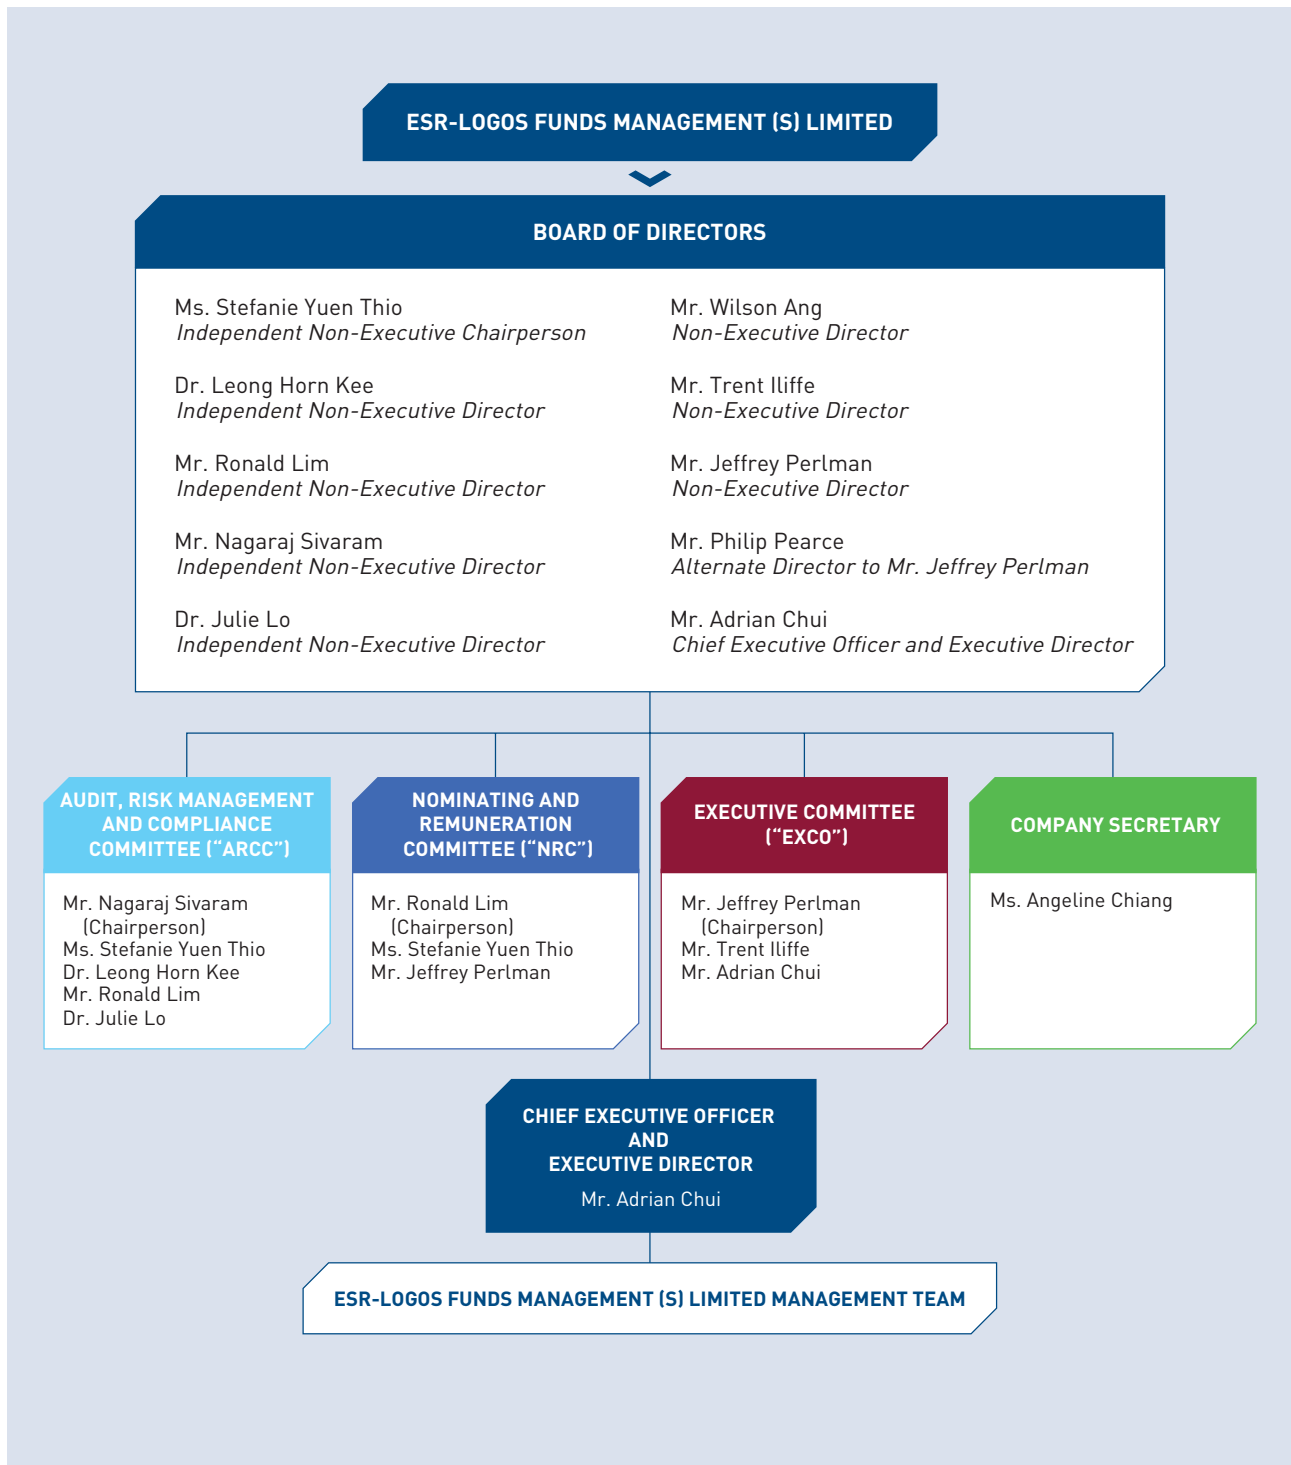 ESR-LOGOS FUNDS MANAGEMENT (S) LIMITED
BOARD OF DIRECTORS
Ms. Stefanie Yuen Thio
Independent Non-Executive Chairperson
Dr. Leong Horn Kee
Independent Non-Executive Director
Mr. Ronald Lim
Independent Non-Executive Director
Mr. Nagaraj Sivaram
Independent Non-Executive Director
Dr. Julie Lo
Independent Non-Executive Director
Mr. Wilson Ang
Non-Executive Director
Mr. Trent Iliffe
Non-Executive Director
Mr. Jeffrey Perlman
Non-Executive Director
Mr. Philip Pearce
Alternate Director to Mr. Jeffrey Perlman
Mr. Adrian Chui
Chief Executive Officer and Executive Director
AUDIT, RISK MANAGEMENT
AND COMPLIANCE
COMMITTEE (“ARCC”)
Mr. Nagaraj Sivaram
(Chairperson)
Ms. Stefanie Yuen Thio
Dr. Leong Horn Kee
Mr. Ronald Lim
Dr. Julie Lo
NOMINATING AND
REMUNERATION
COMMITTEE (“NRC”)
Mr. Ronald Lim
(Chairperson)
Ms. Stefanie Yuen Thio
Mr. Jeffrey Perlman
EXECUTIVE COMMITTEE
(“EXCO”)
Mr. Jeffrey Perlman
(Chairperson)
Mr. Trent Iliffe
Mr. Adrian Chui
COMPANY SECRETARY
Ms. Angeline Chiang
CHIEF EXECUTIVE OFFICER
AND
EXECUTIVE DIRECTOR
Mr. Adrian Chui
ESR-LOGOS FUNDS MANAGEMENT (S) LIMITED MANAGEMENT TEAM